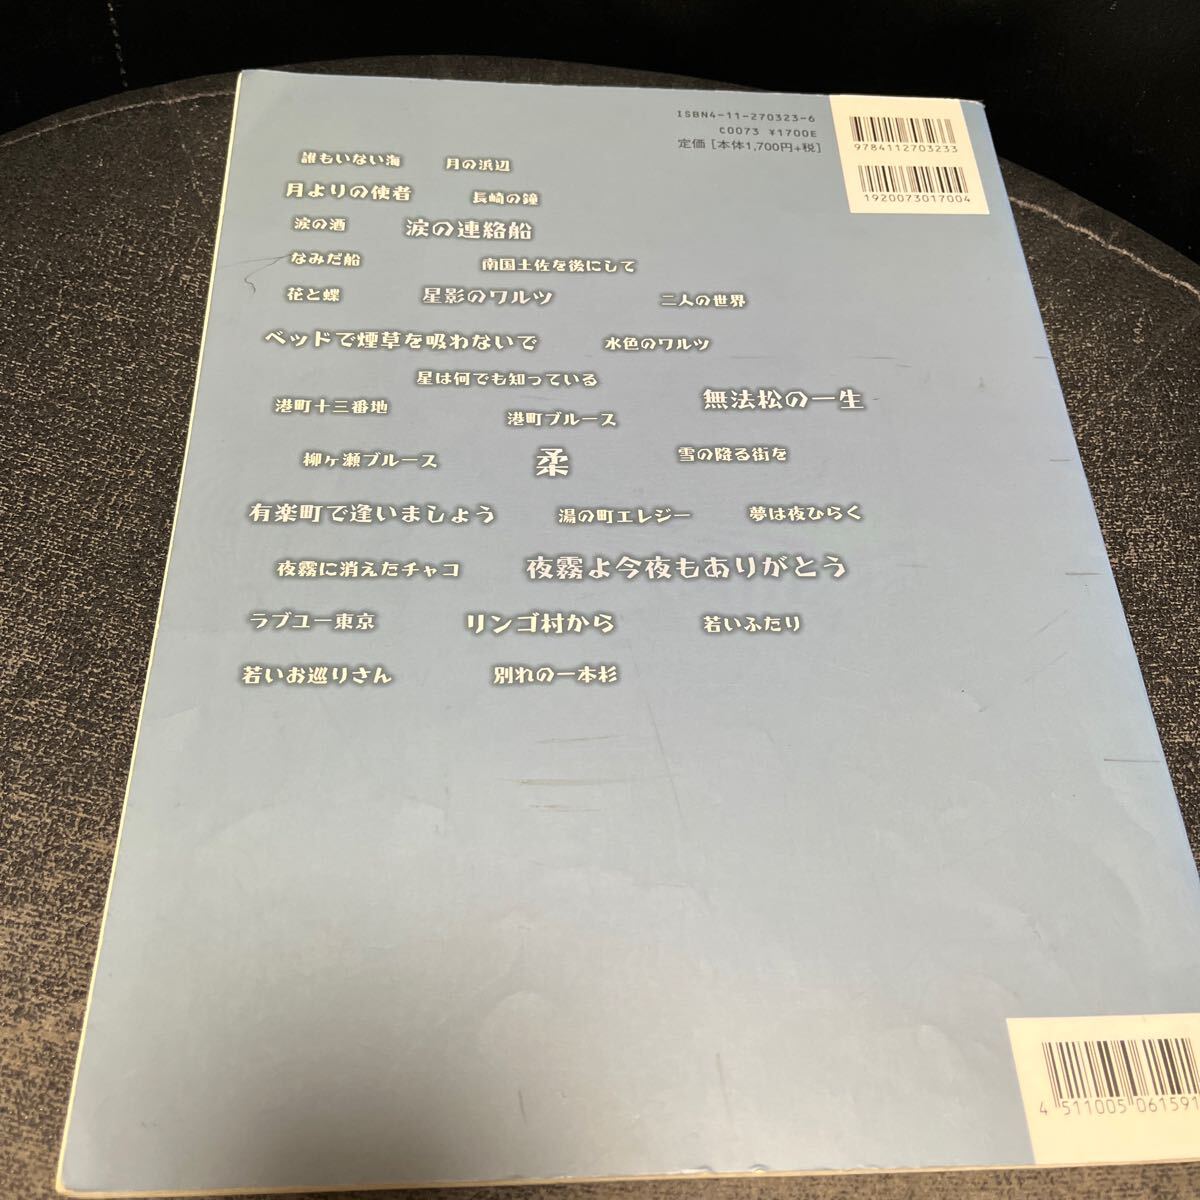 ISBN4-11-270323-6
C0073 ¥1700E
定価[本体1,700円+税]
9784112703233
1920073017004
誰もいない海 月の浜辺
月よりの使者 長崎の鐘
涙の酒 涙の連絡船
なみだ船 南国土佐を後にして
花と蝶 星影のワルツ 二人の世界
ベッドで煙草を吸わないで 水色のワルツ
星は何でも知っている
港町十三番地 港町ブルース 無法松の一生
柳ヶ瀬ブルース 柔 雪の降る街を
有楽町で逢いましょう 湯の町エレジー 夢は夜ひらく
夜霧に消えたチャコ 夜霧よ今夜もありがとう
ラブユー東京 リンゴ村から 若いふたり
若いお巡りさん 別れの一本杉
4 511005 061591